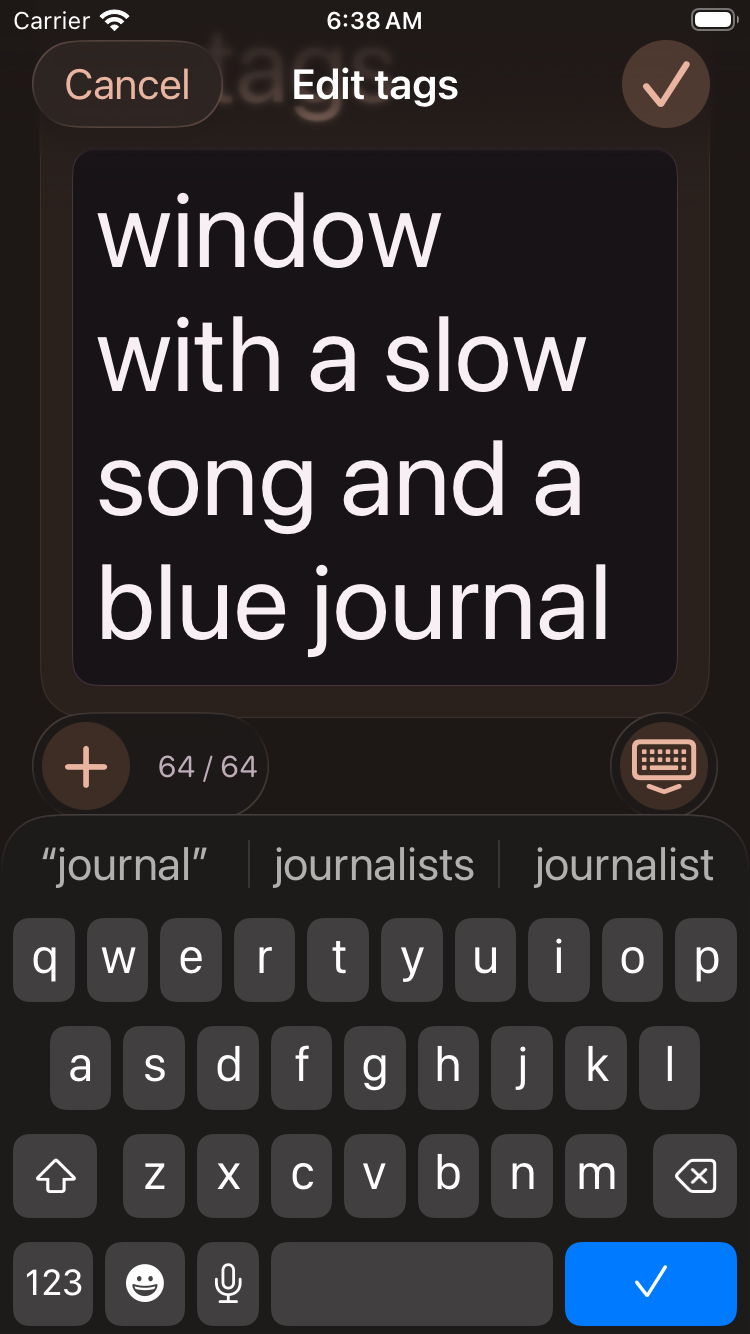 Carrier
6:38 AM
tags
Cancel
Edit tags
window
with a slow
song and a
blue journal
64 / 64
“journal”
journalists
journalist
q w e r t y u i o p
a s d f g h j k l
z x c v b n m
123